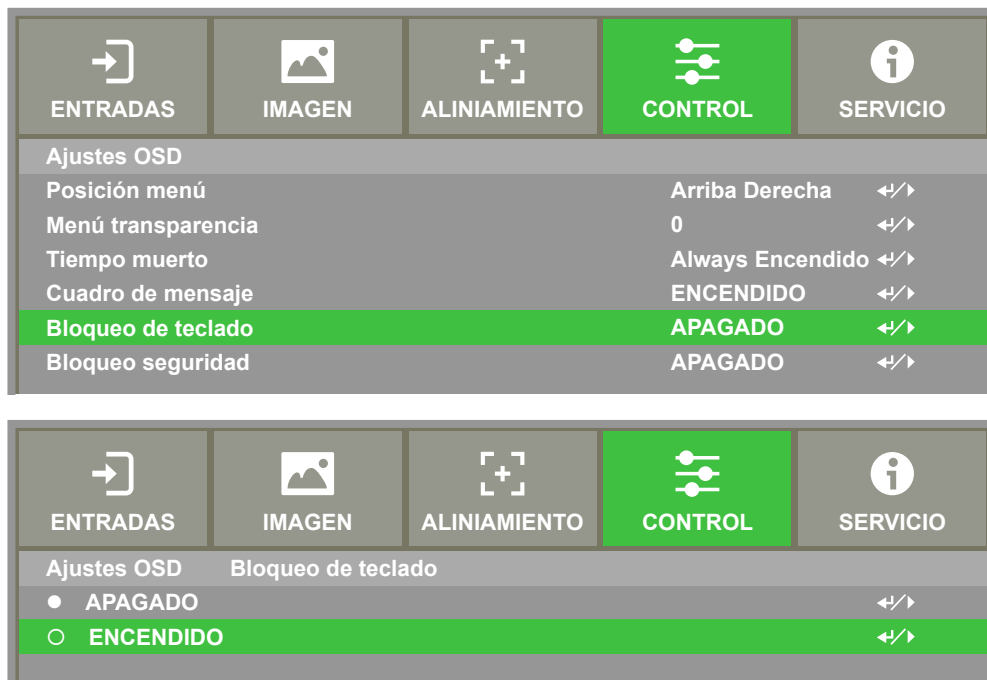 ENTRADAS IMAGEN ALINIAMIENTO CONTROL SERVICIO
Ajustes OSD
Posición menú Arriba Derecha
Menú transparencia 0
Tiempo muerto Always Encendido
Cuadro de mensaje ENCENDIDO
Bloqueo de teclado APAGADO
Bloqueo seguridad APAGADO
ENTRADAS IMAGEN ALINIAMIENTO CONTROL SERVICIO
Ajustes OSD Bloqueo de teclado
APAGADO
ENCENDIDO